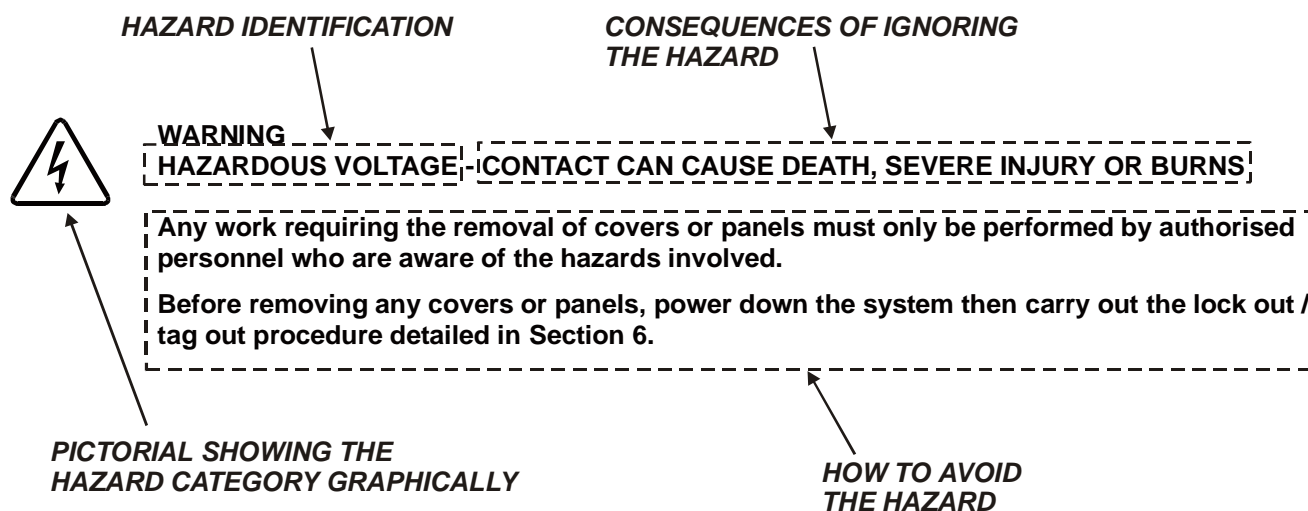 HAZARD IDENTIFICATION
CONSEQUENCES OF IGNORING
THE HAZARD
WARNING
HAZARDOUS VOLTAGE - CONTACT CAN CAUSE DEATH, SEVERE INJURY OR BURNS
Any work requiring the removal of covers or panels must only be performed by authorised
personnel who are aware of the hazards involved.
Before removing any covers or panels, power down the system then carry out the lock out /
tag out procedure detailed in Section 6.
PICTORIAL SHOWING THE
HAZARD CATEGORY GRAPHICALLY
HOW TO AVOID
THE HAZARD